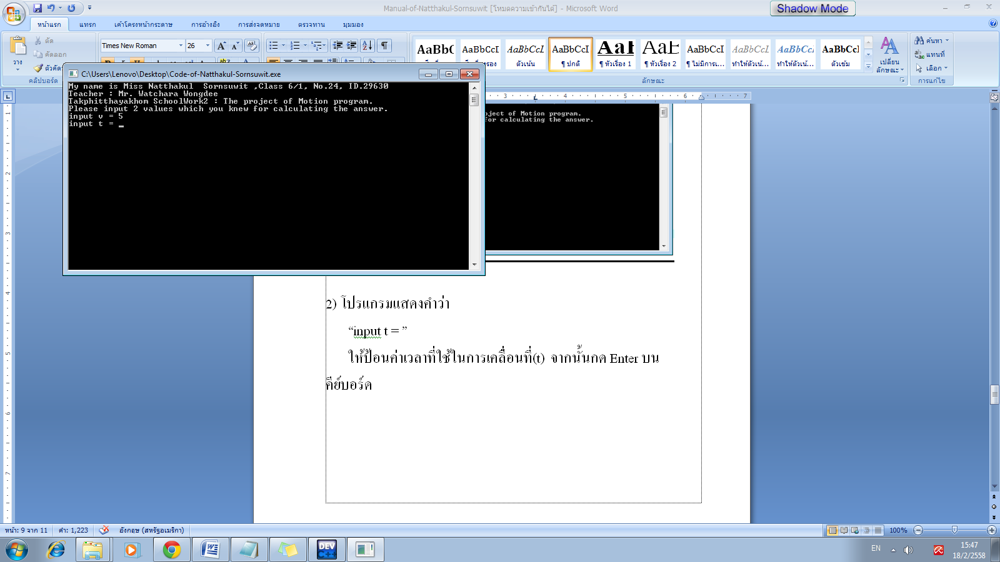 Manual-of-Natthakul-Sornsuwit [โหมดความเข้ากันได้] - Microsoft Word
Shadow Mode
หน้าแรก แทรก เค้าโครงหน้ากระดาษ การอ้างอิง การส่งจดหมาย ตรวจทาน มุมมอง
วาง
ตัด
คัดลอก
ตัวคัด
คลิปบอร์ด
Times New Roman 26
AaBbCcI ตัวเน้น
AaBbCcI ¶ ปกติ
¶ หัวเรื่อง 1
¶ หัวเรื่อง 2
AaBbCcI ¶ ไม่มีการเ...
AaBbCcI ทำให้ตัวเน้...
AaBbCcI ทำให้ตัวเน้...
AaBbCcI ตัวเข้ม
เปลี่ยน
ลักษณะ
ลักษณะ
ค้นหา
แทนที่
เลือก
การแก้ไข
C:\Users\Lenovo\Desktop\Code-of-Natthakul-Sornsuwit.exe
My name is Miss Natthakul  Sornsuwit ,Class 6/1, No.24, ID.29630
Teacher : Mr. Watchara Wongdee
Takphitthayakhom SchoolWork2 : The project of Motion program.
Please input 2 values which you knew for calculating the answer.
input v = 5
input t = _
oject of Motion program.
for calculating the answer.
2) โปรแกรมแสดงคำว่า
“input t = ”
ให้ป้อนค่าเวลาที่ใช้ในการเคลื่อนที่(t) จากนั้นกด Enter บน
คีย์บอร์ด
หน้า: 9 จาก 11 คำ: 1,223 อังกฤษ (สหรัฐอเมริกา) 100%
EN
15:47
18/2/2558